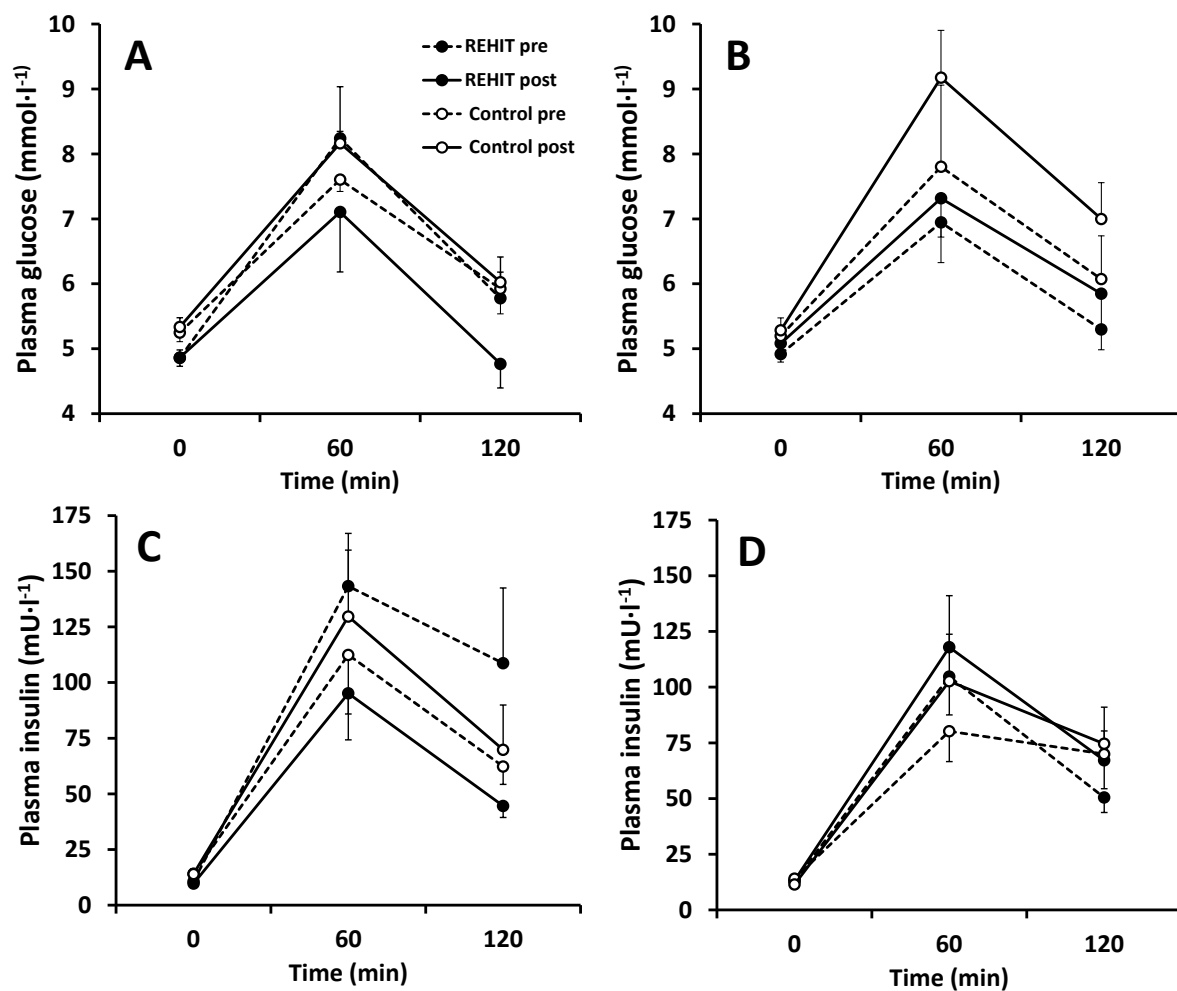 A
Plasma glucose (mmol·l-1)
10
9
8
7
6
5
4
0 60 120
Time (min)
REHIT pre
REHIT post
Control pre
Control post
B
Plasma glucose (mmol·l-1)
10
9
8
7
6
5
4
0 60 120
Time (min)
C
Plasma insulin (mU·l-1)
175
150
125
100
75
50
25
0
0 60 120
Time (min)
D
Plasma insulin (mU·l-1)
175
150
125
100
75
50
25
0
0 60 120
Time (min)